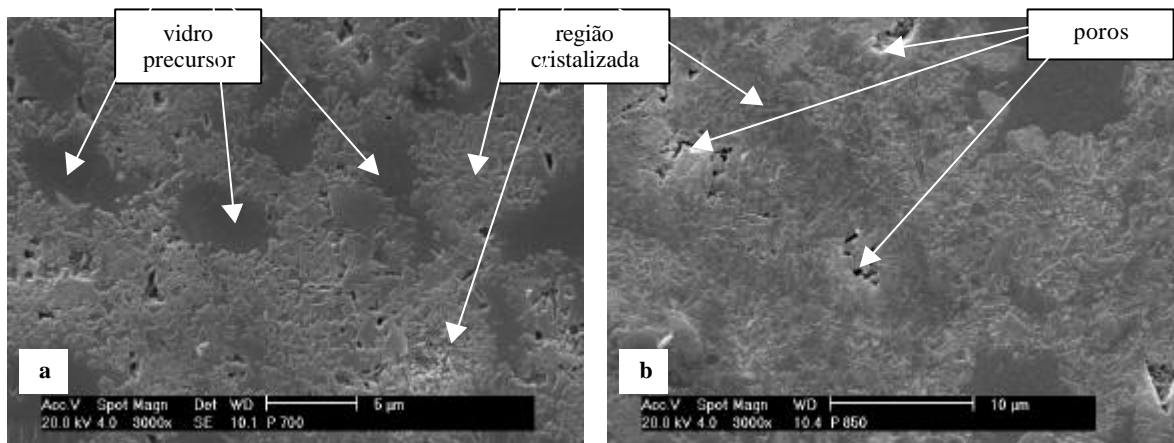 vidro
precursor
região
cristalizada
poros
a
b
Acc.V Spot Magn Det WD 5 µm
20.0 kV 4.0 3000x SE 10.1 P 700
Acc.V Spot Magn WD 10 µm
20.0 kV 4.0 3000x 10.4 P 850